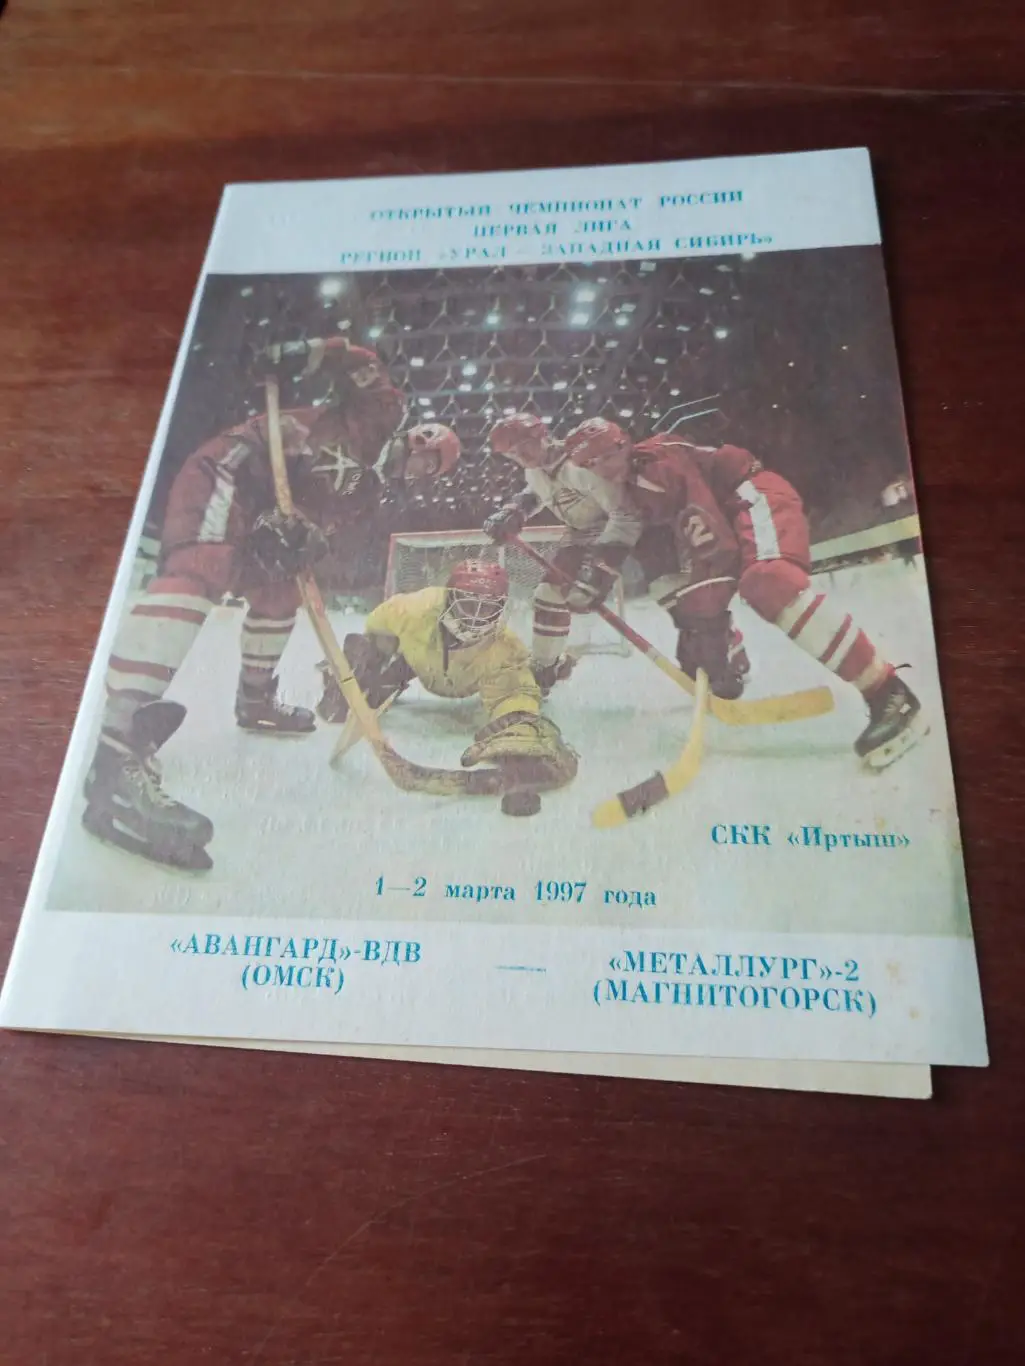 ОТКРЫТЫЙ ЧЕМПИОНАТ РОССИИ
ПЕРВАЯ ЛИГА
РЕГИОН «УРАЛ – ЗАПАДНАЯ СИБИРЬ»
2
СКК «Иртыш»
1—2 марта 1997 года
«АВАНГАРД»-ВДВ
(ОМСК)
—
«МЕТАЛЛУРГ»-2
(МАГНИТОГОРСК)